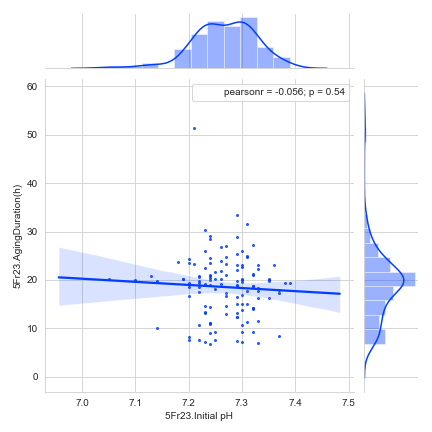 pearsonr = -0.056; p = 0.54
60
50
40
30
20
10
0
5Fr23.AgingDuration(h)
7.0 7.1 7.2 7.3 7.4 7.5
5Fr23.Initial pH